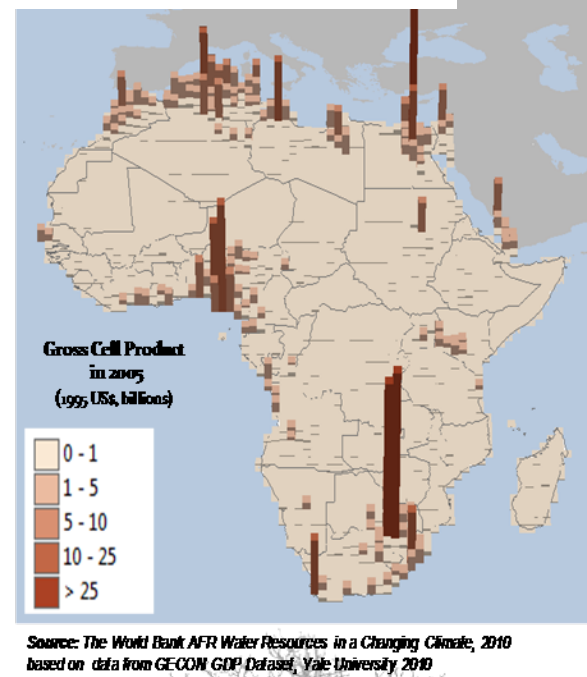 Gross Cell Product
in 2005
(1995 US$, billions)
0 - 1
1 - 5
5 - 10
10 - 25
> 25
Source: The World Bank AFR Water Resources in a Changing Climate, 2010
based on data from GECON GDP Dataset, Yale University 2010